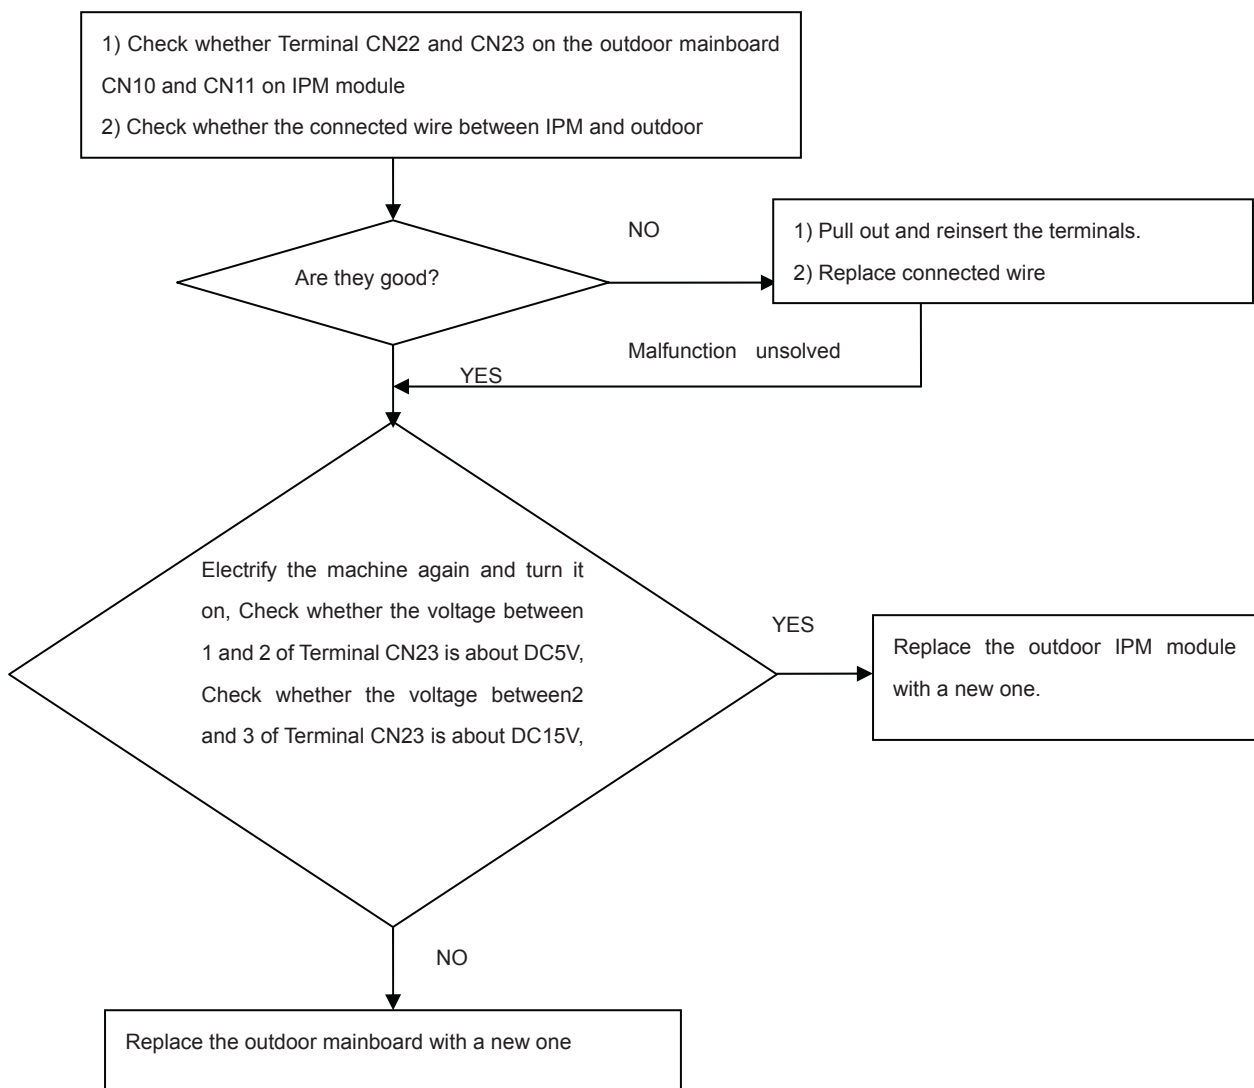 1) Check whether Terminal CN22 and CN23 on the outdoor mainboard
CN10 and CN11 on IPM module
2) Check whether the connected wire between IPM and outdoor
NO
1) Pull out and reinsert the terminals.
2) Replace connected wire
Are they good?
Malfunction unsolved
YES
Electrify the machine again and turn it
on, Check whether the voltage between
1 and 2 of Terminal CN23 is about DC5V,
Check whether the voltage between2
and 3 of Terminal CN23 is about DC15V,
YES
Replace the outdoor IPM module
with a new one.
NO
Replace the outdoor mainboard with a new one